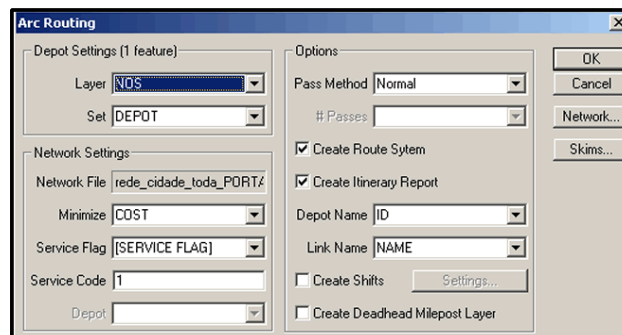 Arc Routing
Depot Settings (1 feature)
Layer NOS
Set DEPOT
Network Settings
Network File rede_cidade_toda_PORTA
Minimize COST
Service Flag [SERVICE FLAG]
Service Code 1
Depot
Options
Pass Method Normal
# Passes
Create Route Sytem
Create Itinerary Report
Depot Name ID
Link Name NAME
Create Shifts Settings...
Create Deadhead Milepost Layer
OK
Cancel
Network...
Skims...